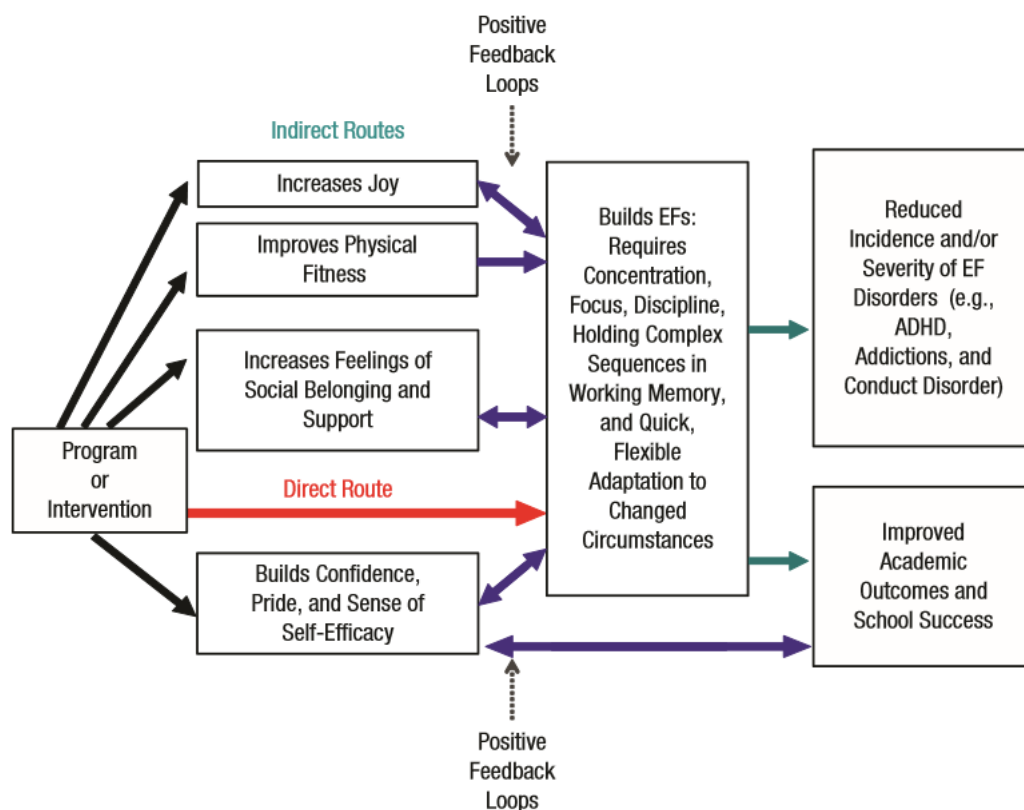 Positive
Feedback
Loops
Indirect Routes
Increases Joy
Improves Physical
Fitness
Increases Feelings of
Social Belonging and
Support
Program
or
Intervention
Direct Route
Builds Confidence,
Pride, and Sense of
Self-Efficacy
Builds EFs:
Requires
Concentration,
Focus, Discipline,
Holding Complex
Sequences in
Working Memory,
and Quick,
Flexible
Adaptation to
Changed
Circumstances
Reduced
Incidence and/or
Severity of EF
Disorders (e.g.,
ADHD,
Addictions, and
Conduct Disorder)
Improved
Academic
Outcomes and
School Success
Positive
Feedback
Loops